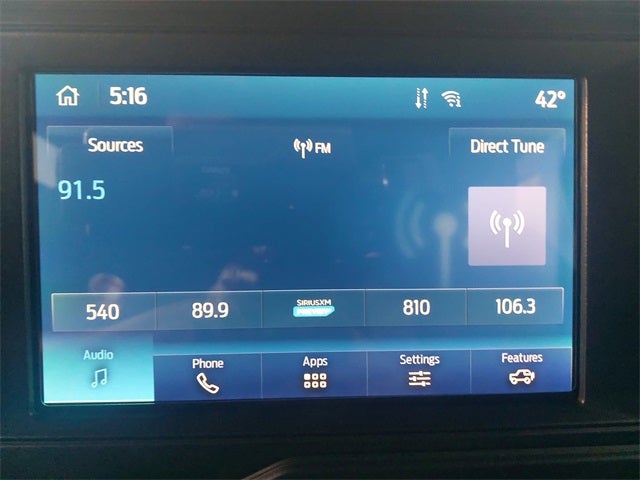 5:16 42°
Sources FM Direct Tune
91.5
540 89.9 SIRIUSXM PREVIEW 810 106.3
Audio Phone Apps Settings Features